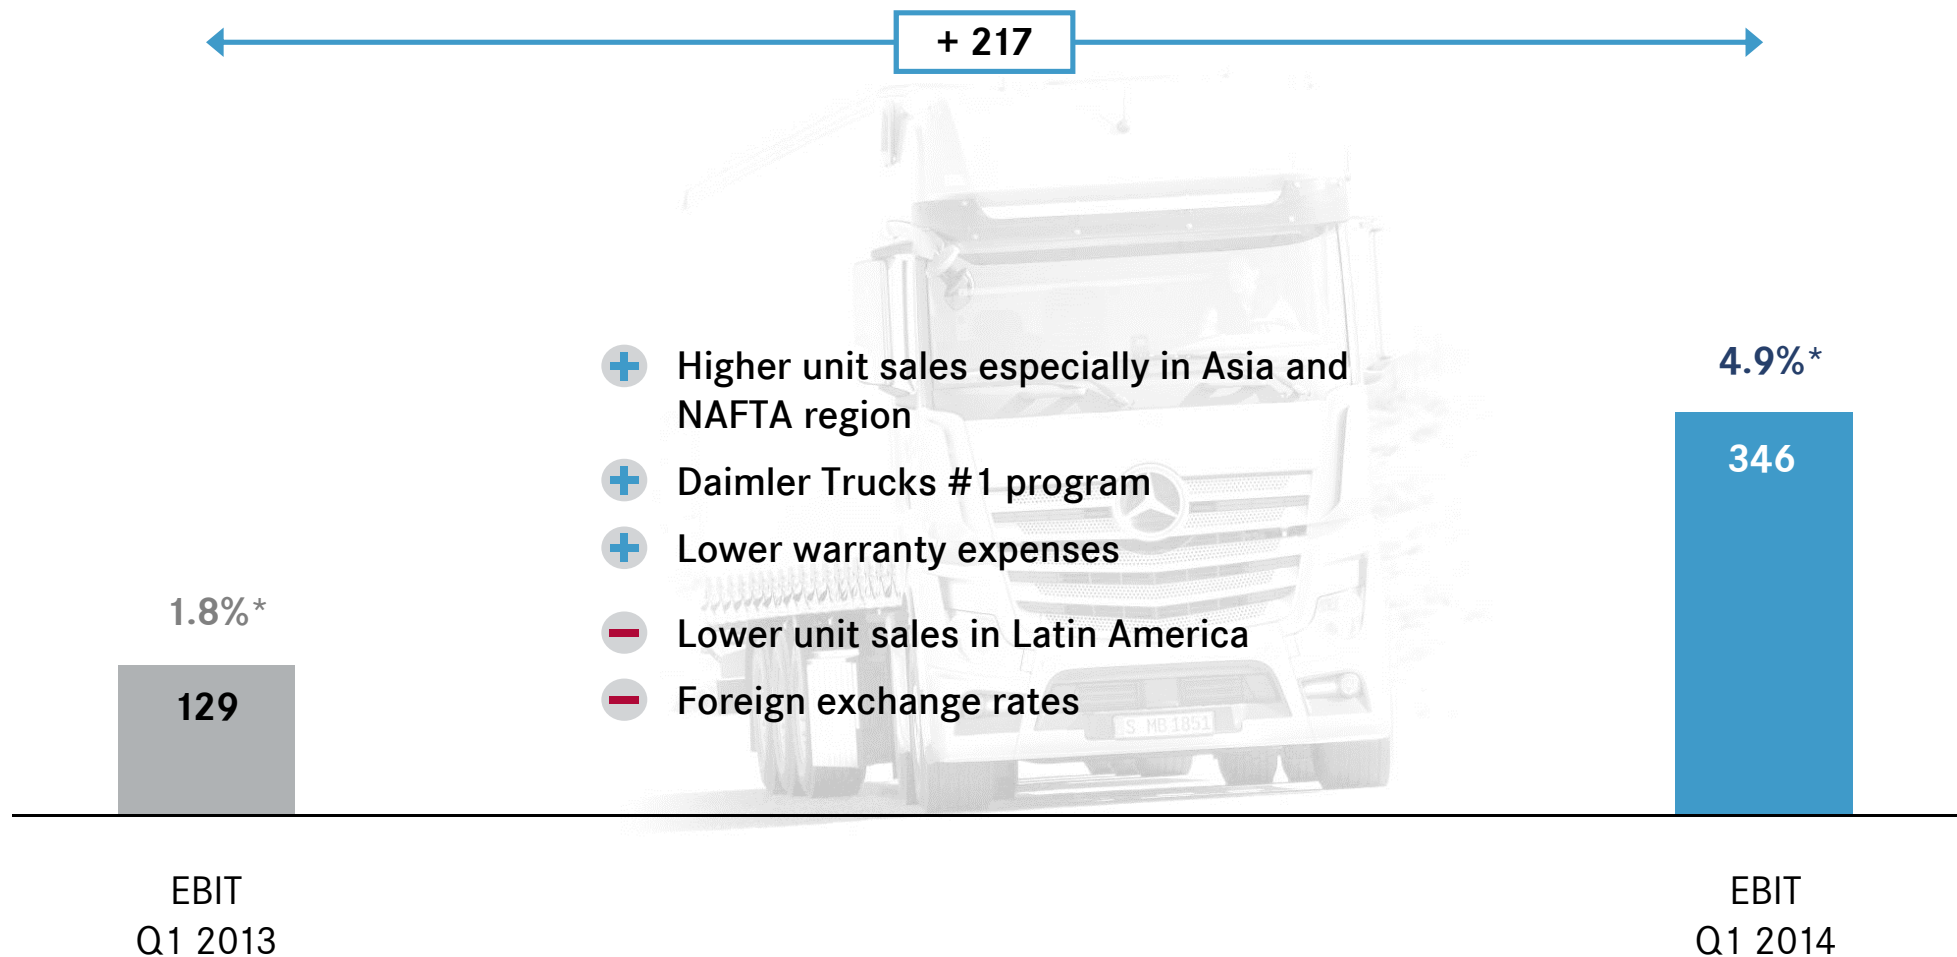 + 217
Higher unit sales especially in Asia and
NAFTA region
Daimler Trucks #1 program
Lower warranty expenses
Lower unit sales in Latin America
Foreign exchange rates
1.8%*
129
4.9%*
346
S MB 1851
EBIT
Q1 2013
EBIT
Q1 2014